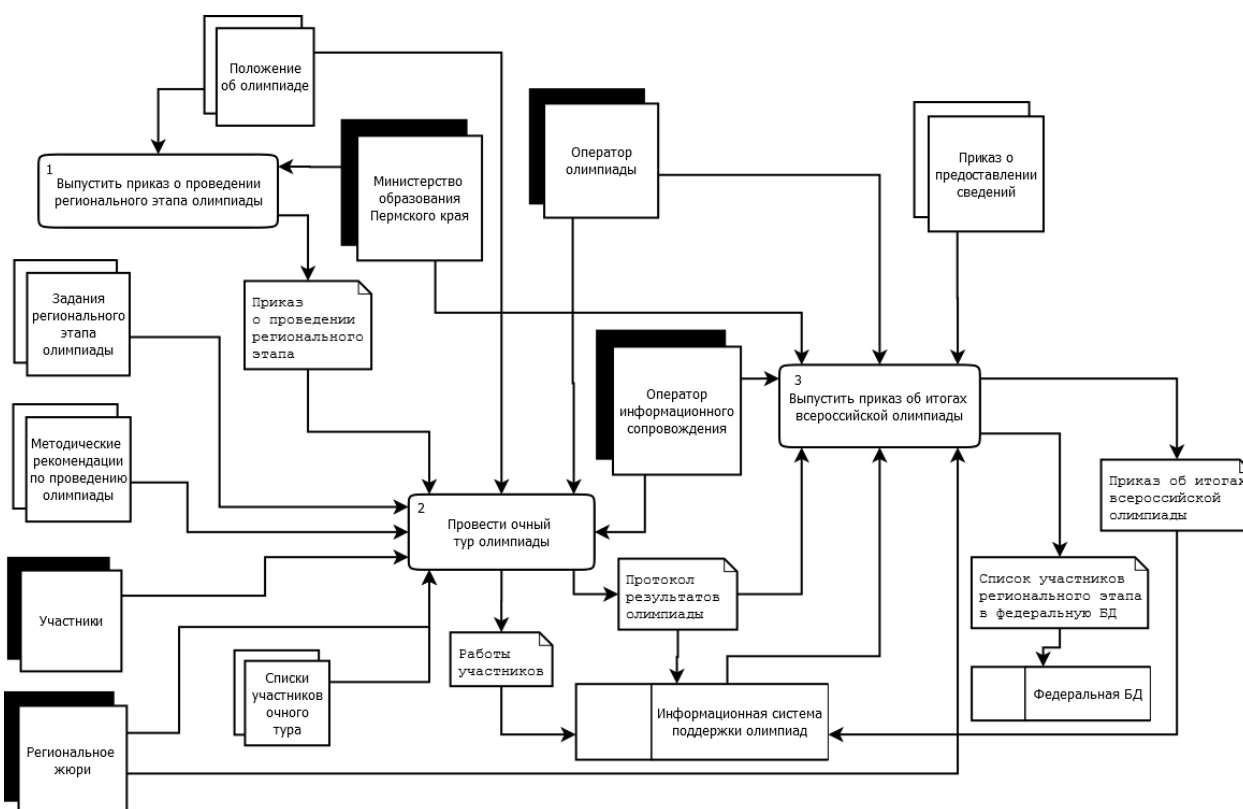 Положение
об олимпиаде
1
Выпустить приказ о проведении
регионального этапа олимпиады
Министерство
образования
Пермского края
Оператор
олимпиады
Приказ о
предоставлении
сведений
Задания
регионального
этапа
олимпиады
Приказ
о проведении
регионального
этапа
Оператор
информационного
сопровождения
3
Выпустить приказ об итогах
всероссийской олимпиады
Методические
рекомендации
по проведению
олимпиады
Приказ об итогах
всероссийской
олимпиады
2
Провести очный
тур олимпиады
Участники
Протокол
результатов
олимпиады
Список участников
регионального этапа
в федеральную БД
Работы
участников
Списки
участников
очного
тура
Федеральная БД
Информационная система
поддержки олимпиад
Региональное
жюри